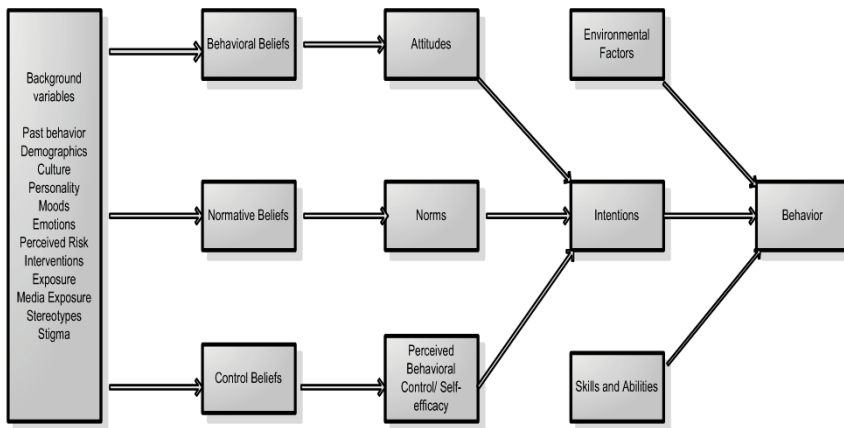 Background
variables
Past behavior
Demographics
Culture
Personality
Moods
Emotions
Perceived Risk
Interventions
Exposure
Media Exposure
Stereotypes
Stigma
Behavioral Beliefs
Attitudes
Environmental
Factors
Normative Beliefs
Norms
Intentions
Behavior
Control Beliefs
Perceived
Behavioral
Control/ Self-
efficacy
Skills and Abilities